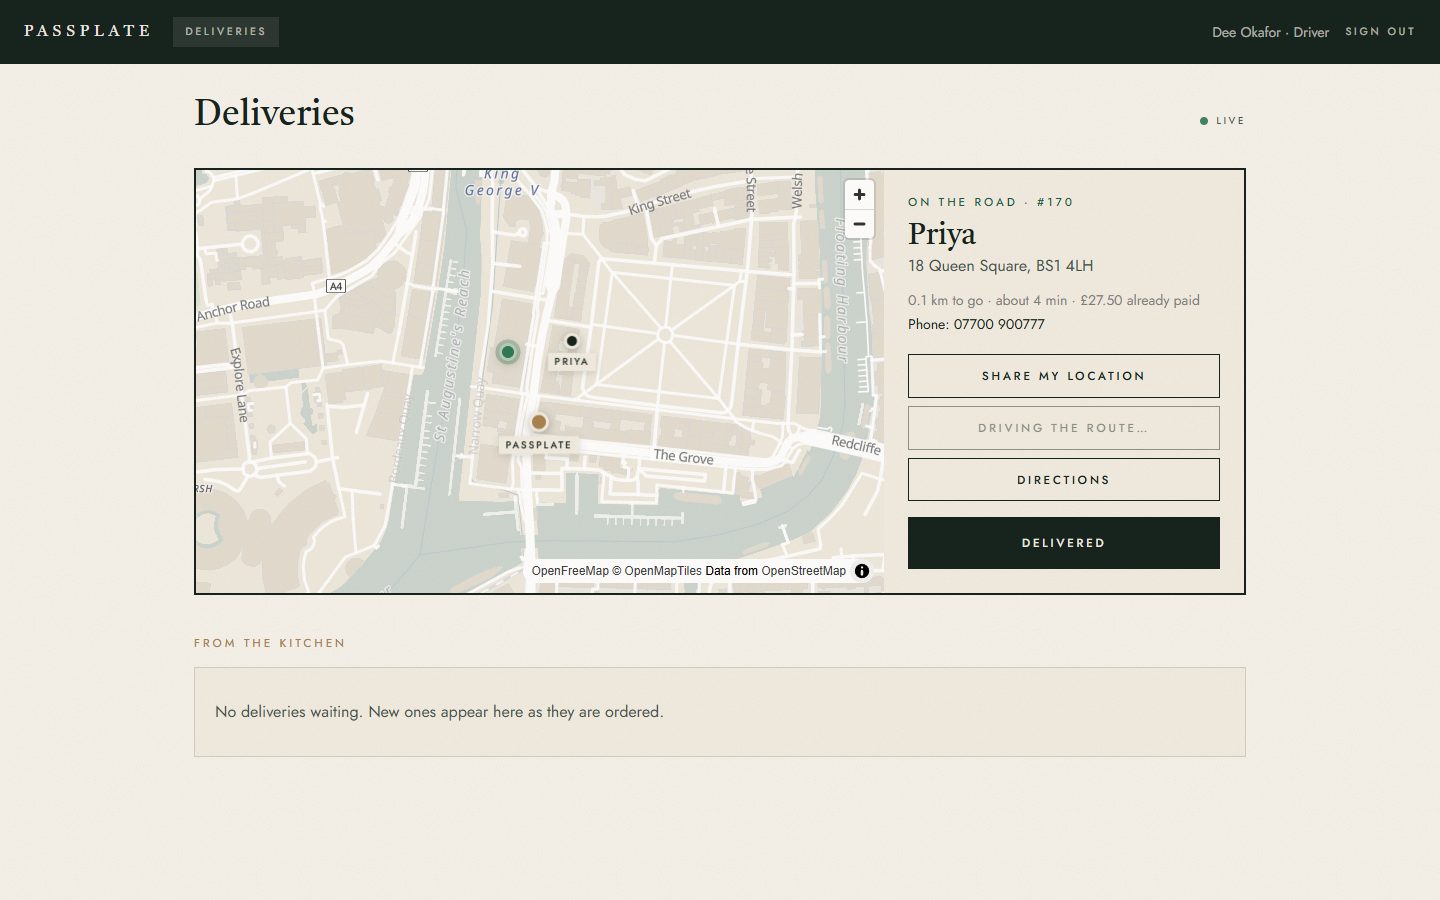 PASSPLATE
DELIVERIES
Dee Okafor · Driver
SIGN OUT
Deliveries
LIVE
King
George V
King Street
Street
Welsh
Floating Harbour
A4
Anchor Road
Explore Lane
St Augustine's Reach
Narrow Quay
PRIYA
PASSPLATE
The Grove
Redcliffe
OpenFreeMap © OpenMapTiles Data from OpenStreetMap
ON THE ROAD · #170
Priya
18 Queen Square, BS1 4LH
0.1 km to go · about 4 min · £27.50 already paid
Phone: 07700 900777
SHARE MY LOCATION
DRIVING THE ROUTE…
DIRECTIONS
DELIVERED
FROM THE KITCHEN
No deliveries waiting. New ones appear here as they are ordered.